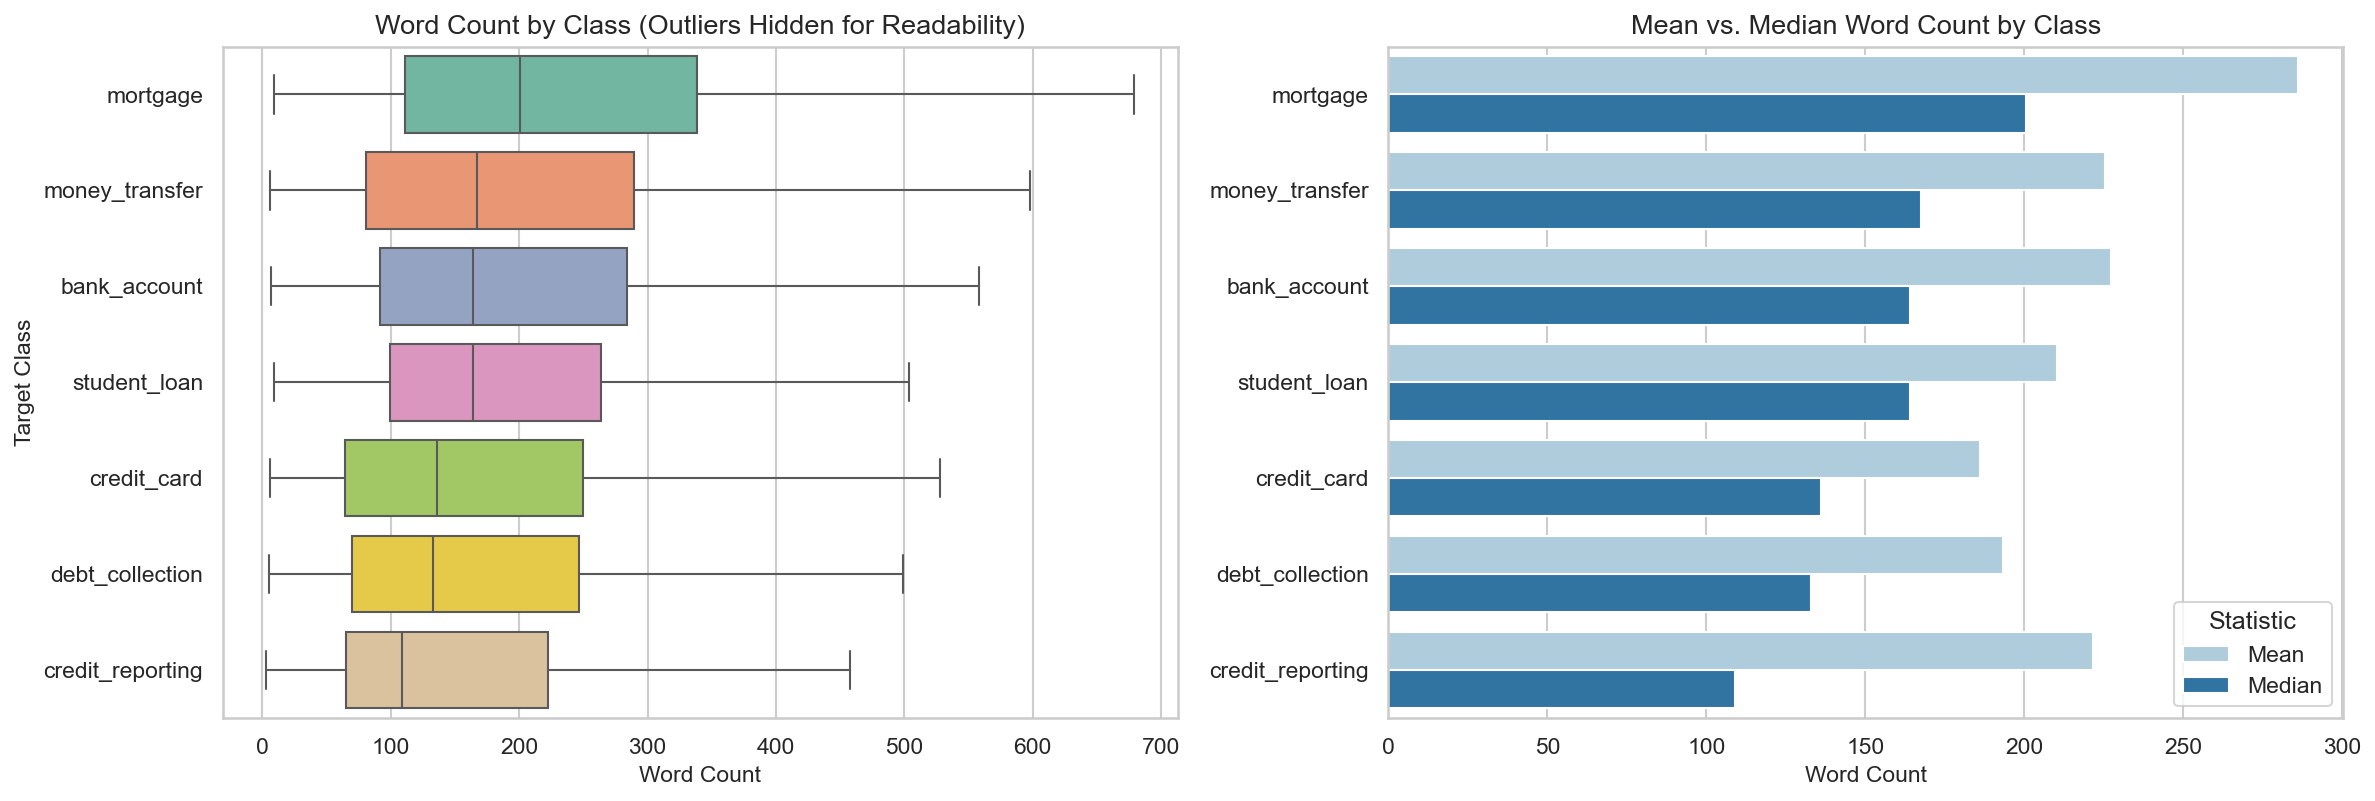 Word Count by Class (Outliers Hidden for Readability)
Target Class
mortgage
money_transfer
bank_account
student_loan
credit_card
debt_collection
credit_reporting
0 100 200 300 400 500 600 700
Word Count
Mean vs. Median Word Count by Class
mortgage
money_transfer
bank_account
student_loan
credit_card
debt_collection
credit_reporting
Statistic
Mean
Median
0 50 100 150 200 250 300
Word Count